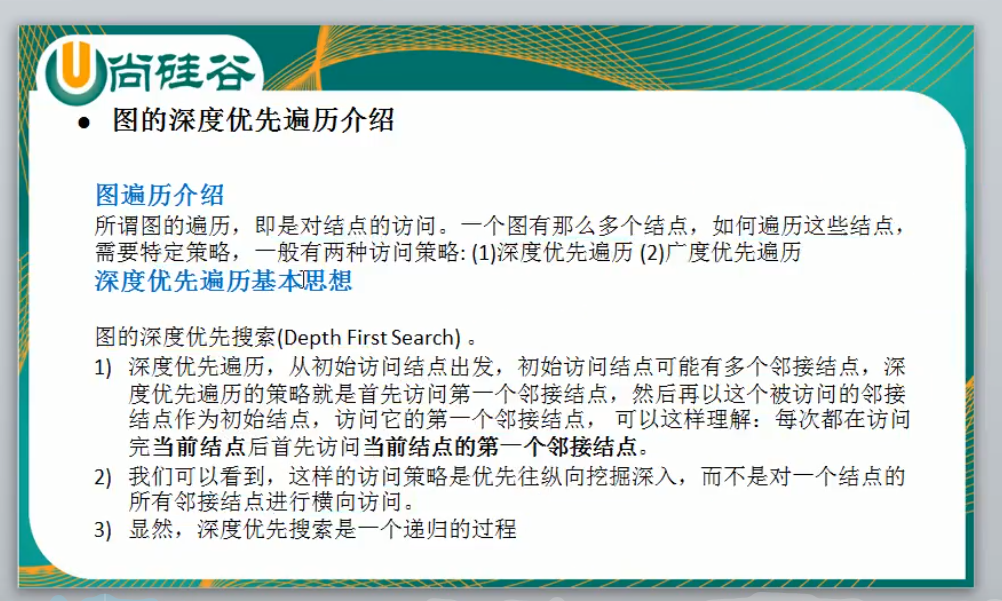 尚硅谷
● 图的深度优先遍历介绍
图遍历介绍
所谓图的遍历，即是对结点的访问。一个图有那么多个结点，如何遍历这些结点，
需要特定策略，一般有两种访问策略: (1)深度优先遍历 (2)广度优先遍历
深度优先遍历基本思想
图的深度优先搜索(Depth First Search) 。
1) 深度优先遍历，从初始访问结点出发，初始访问结点可能有多个邻接结点，深
度优先遍历的策略就是首先访问第一个邻接结点，然后再以这个被访问的邻接
结点作为初始结点，访问它的第一个邻接结点， 可以这样理解：每次都在访问
完当前结点后首先访问当前结点的第一个邻接结点。
2) 我们可以看到，这样的访问策略是优先往纵向挖掘深入，而不是对一个结点的
所有邻接结点进行横向访问。
3) 显然，深度优先搜索是一个递归的过程